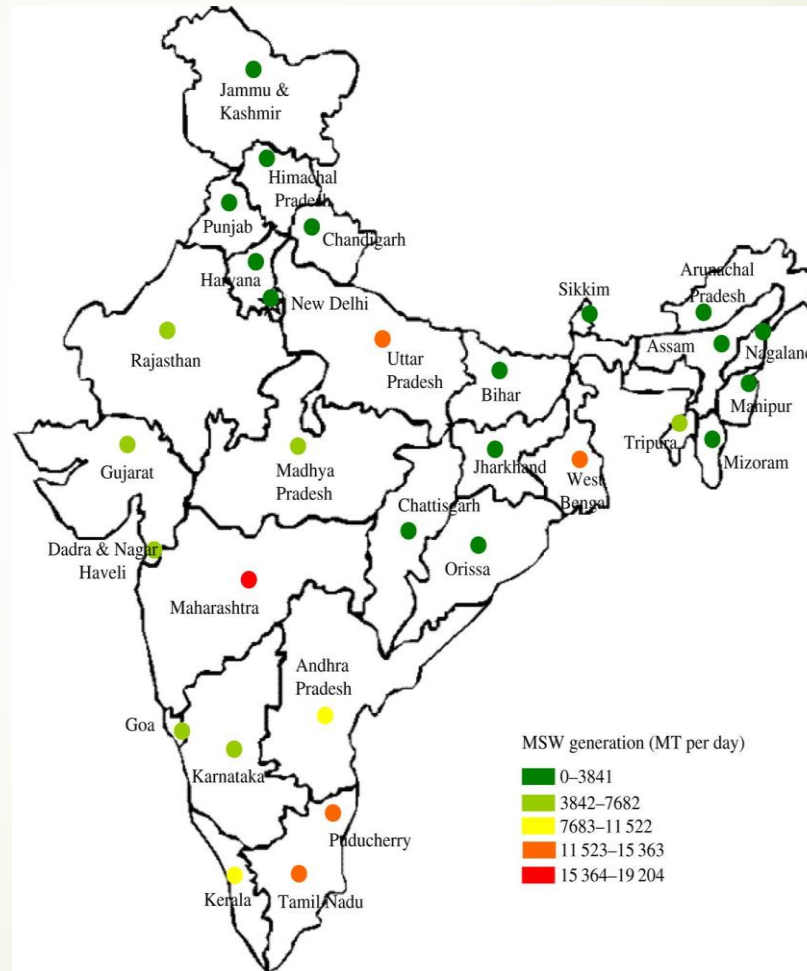 Jammu &
Kashmir
Himachal
Pradesh
Punjab
Chandigarh
Haryana
New Delhi
Sikkim
Arunachal
Pradesh
Rajasthan
Uttar
Pradesh
Bihar
Assam
Nagaland
Manipur
Gujarat
Madhya
Pradesh
Jharkhand
West
Bengal
Tripura
Mizoram
Chattisgarh
Dadra & Nagar
Haveli
Orissa
Maharashtra
Andhra
Pradesh
Goa
Karnataka
Puducherry
Kerala
Tamil Nadu
MSW generation (MT per day)
0–3841
3842–7682
7683–11 522
11 523–15 363
15 364–19 204